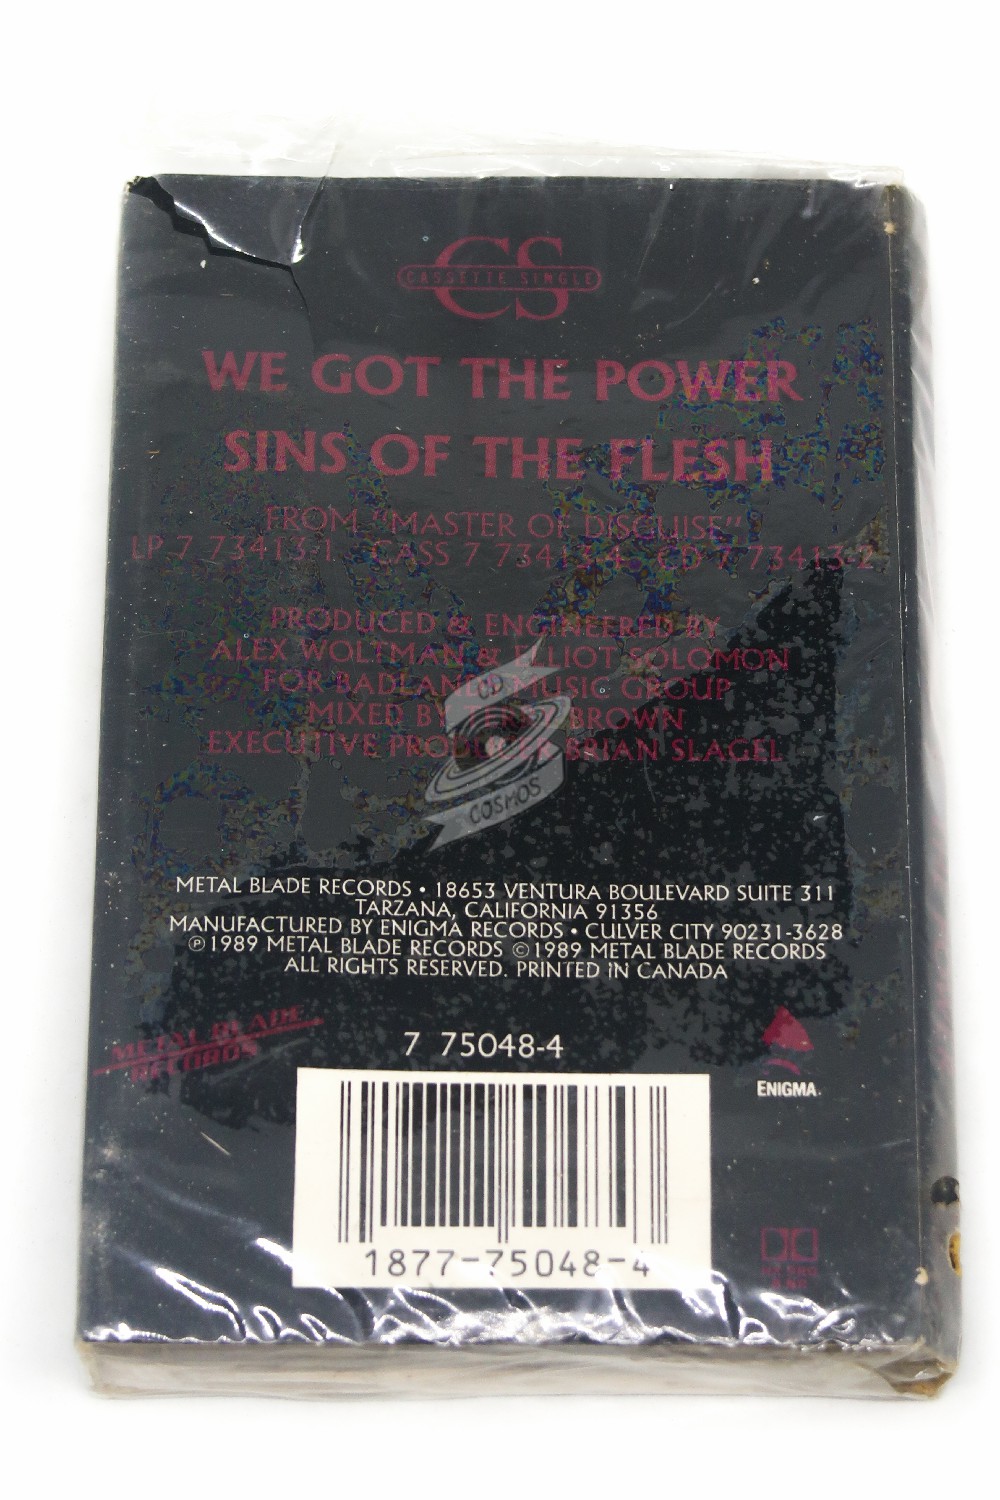 CS
CASSETTE SINGLE
WE GOT THE POWER
SINS OF THE FLESH
FROM "MASTER OF DISGUISE"
LP 7 73413-1 CASS 7 73413-4 CD 7 73413-2
PRODUCED & ENGINEERED BY
ALEX WOLTMAN & ELLIOT SOLOMON
FOR BADLANDS MUSIC GROUP
MIXED BY TERRY BROWN
EXECUTIVE PRODUCER BRIAN SLAGEL
CD
COSMOS
METAL BLADE RECORDS • 18653 VENTURA BOULEVARD SUITE 311
TARZANA, CALIFORNIA 91356
MANUFACTURED BY ENIGMA RECORDS • CULVER CITY 90231-3628
℗1989 METAL BLADE RECORDS ©1989 METAL BLADE RECORDS
ALL RIGHTS RESERVED. PRINTED IN CANADA
METAL BLADE
RECORDS
7 75048-4
ENIGMA
1877-75048-4